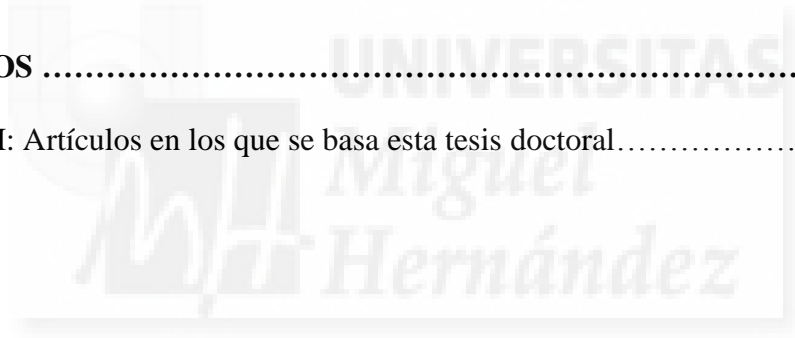 OS ………………………………………………………………
I: Artículos en los que se basa esta tesis doctoral………………
UNIVERSITAS
Miguel
Hernández